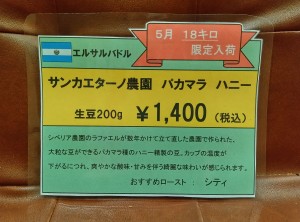 5月 18キロ
限定入荷
エルサルバドル
サンカエターノ農園 パカマラ ハニー
生豆200g ￥1,400(税込)
シベリア農園のラファエルが数年かけて立て直した農園で作られた、
大粒な豆ができるパカマラ種のハニー精製の豆。カップの温度が
下がるにつれ、爽やかな酸味・甘みを伴う綺麗な味わいが感じられます。
おすすめロースト： シティ